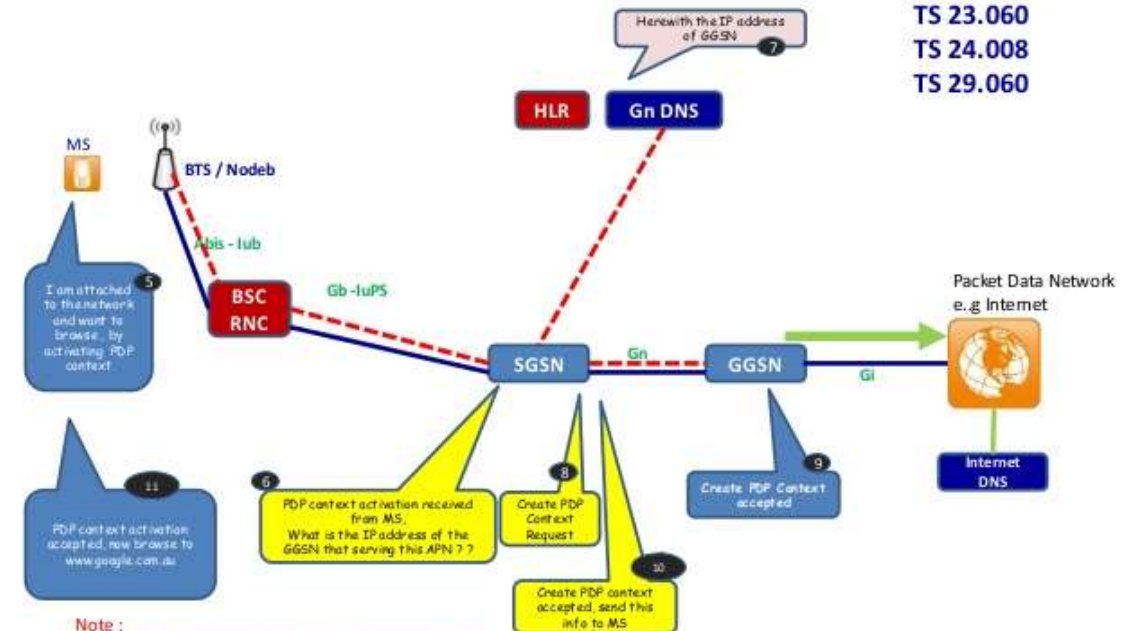 Herewith the IP address
of GGSN
7
TS 23.060
TS 24.008
TS 29.060
HLR
Gn DNS
MS
BTS / Nodeb
Abis - Iub
I am attached
to the network
and want to
browse, by
activating PDP
context
5
BSC
RNC
Gb -IuPS
Packet Data Network
e..g Internet
SGSN
Gn
GGSN
Gi
Internet
DNS
11
PDP context activation
accepted, now browse to
www.google.com.au
6
PDP context activation received
from MS,
What is the IP address of the
GGSN that serving this APN ? ?
8
Create PDP
Context
Request
9
Create PDP Context
accepted
10
Create PDP context
accepted, send this
info to MS
Note :